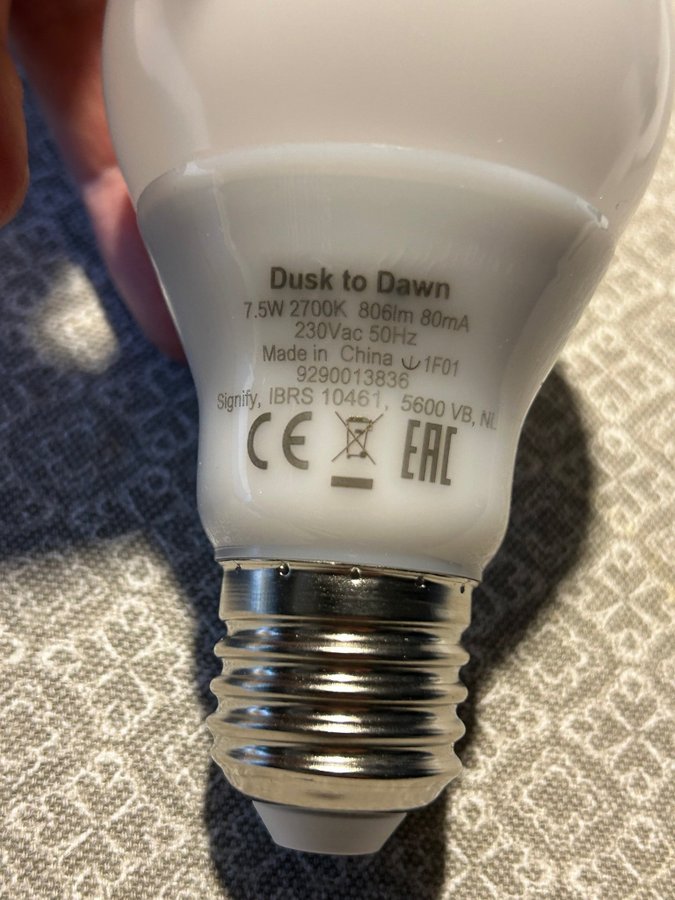 Dusk to Dawn
7.5W 2700K 806lm 80mA
230Vac 50Hz
Made in China 1F01
9290013836
Signify, IBRS 10461, 5600 VB, NL
CE EAC